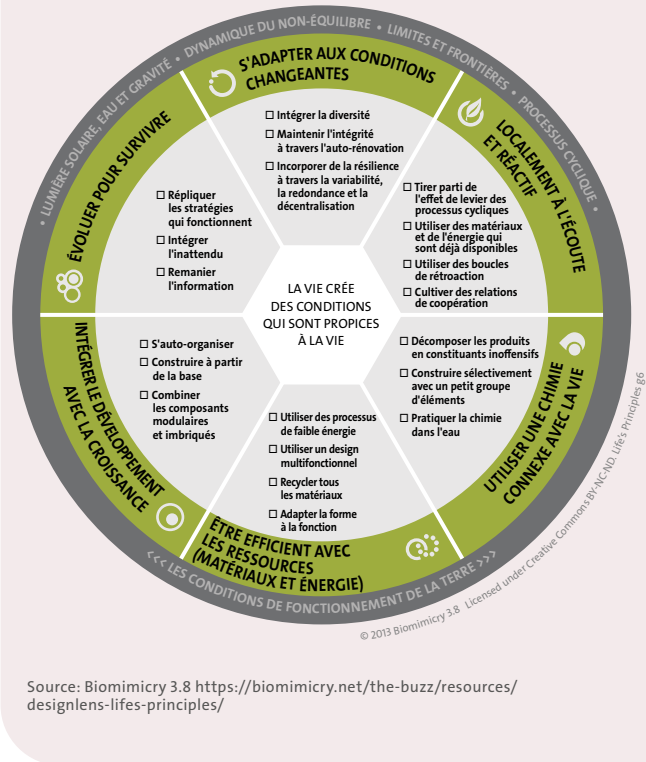 • LUMIÈRE SOLAIRE, EAU ET GRAVITÉ • DYNAMIQUE DU NON-ÉQUILIBRE • LIMITES ET FRONTIÈRES • PROCESSUS CYCLIQUE •
S'ADAPTER AUX CONDITIONS
CHANGEANTES
☐ Intégrer la diversité
☐ Maintenir l'intégrité
à travers l'auto-rénovation
☐ Incorporer de la résilience
à travers la variabilité,
la redondance et la
décentralisation
LOCALEMENT À L'ÉCOUTE
ET RÉACTIF
☐ Tirer parti de
l'effet de levier des
processus cycliques
☐ Utiliser des matériaux
et de l'énergie qui
sont déjà disponibles
☐ Utiliser des boucles
de rétroaction
☐ Cultiver des relations
de coopération
UTILISER UNE CHIMIE
CONNEXE AVEC LA VIE
☐ Décomposer les produits
en constituants inoffensifs
☐ Construire sélectivement
avec un petit groupe
d'éléments
☐ Pratiquer la chimie
dans l'eau
ÊTRE EFFICIENT AVEC
LES RESSOURCES
(MATÉRIAUX ET ÉNERGIE)
☐ Utiliser des processus
de faible énergie
☐ Utiliser un design
multifonctionnel
☐ Recycler tous
les matériaux
☐ Adapter la forme
à la fonction
INTÉGRER LE DÉVELOPPEMENT
AVEC LA CROISSANCE
☐ S'auto-organiser
☐ Construire à partir
de la base
☐ Combiner
les composants
modulaires
et imbriqués
ÉVOLUER POUR SURVIVRE
☐ Répliquer
les stratégies
qui fonctionnent
☐ Intégrer
l'inattendu
☐ Remanier
l'information
LA VIE CRÉE
DES CONDITIONS
QUI SONT PROPICES
À LA VIE
<<< LES CONDITIONS DE FONCTIONNEMENT DE LA TERRE >>>
© 2013 Biomimicry 3.8 Licensed under Creative Commons BY-NC-ND. Life's Principles g6
Source: Biomimicry 3.8 https://biomimicry.net/the-buzz/resources/
designlens-lifes-principles/